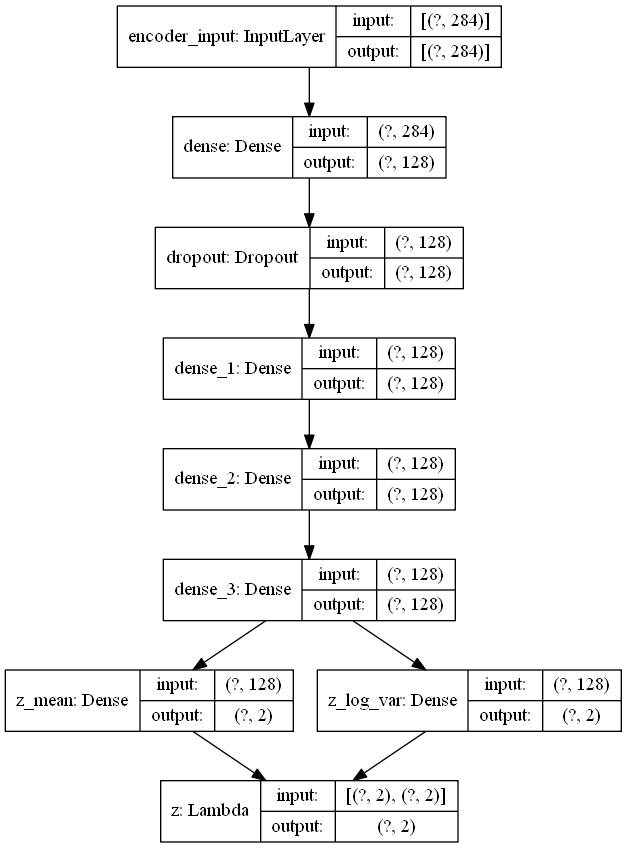 encoder_input: InputLayer
input: [(?, 284)]
output: [(?, 284)]
dense: Dense
input: (?, 284)
output: (?, 128)
dropout: Dropout
input: (?, 128)
output: (?, 128)
dense_1: Dense
input: (?, 128)
output: (?, 128)
dense_2: Dense
input: (?, 128)
output: (?, 128)
dense_3: Dense
input: (?, 128)
output: (?, 128)
z_mean: Dense
input: (?, 128)
output: (?, 2)
z_log_var: Dense
input: (?, 128)
output: (?, 2)
z: Lambda
input: [(?, 2), (?, 2)]
output: (?, 2)